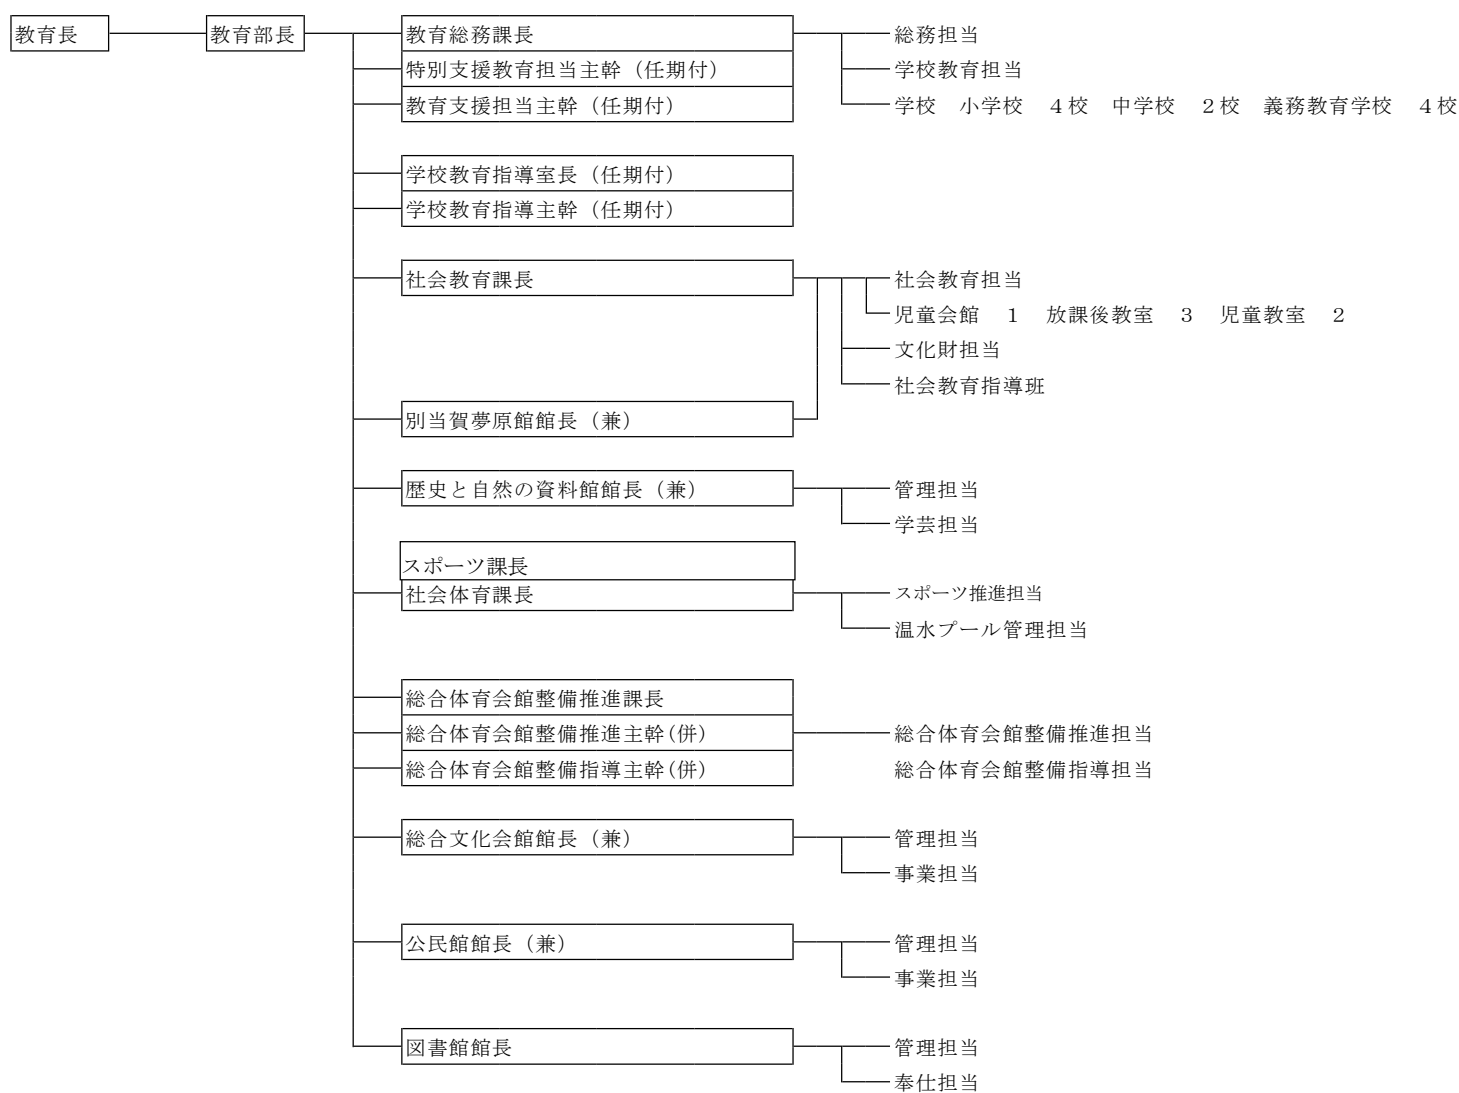 教育長　教育部長　教育総務課長　総務担当
特別支援教育担当主幹（任期付）　学校教育担当
教育支援担当主幹（任期付）　学校　小学校　４校　中学校　２校　義務教育学校　４校
学校教育指導室長（任期付）
学校教育指導主幹（任期付）
社会教育課長　社会教育担当
児童会館　１　放課後教室　３　児童教室　２
文化財担当
社会教育指導班
別当賀夢原館館長（兼）
歴史と自然の資料館館長（兼）　管理担当
学芸担当
スポーツ課長
社会体育課長　スポーツ推進担当
温水プール管理担当
総合体育会館整備推進課長
総合体育会館整備推進主幹(併)　総合体育会館整備推進担当
総合体育会館整備指導主幹(併)　総合体育会館整備指導担当
総合文化会館館長（兼）　管理担当
事業担当
公民館館長（兼）　管理担当
事業担当
図書館館長　管理担当
奉仕担当